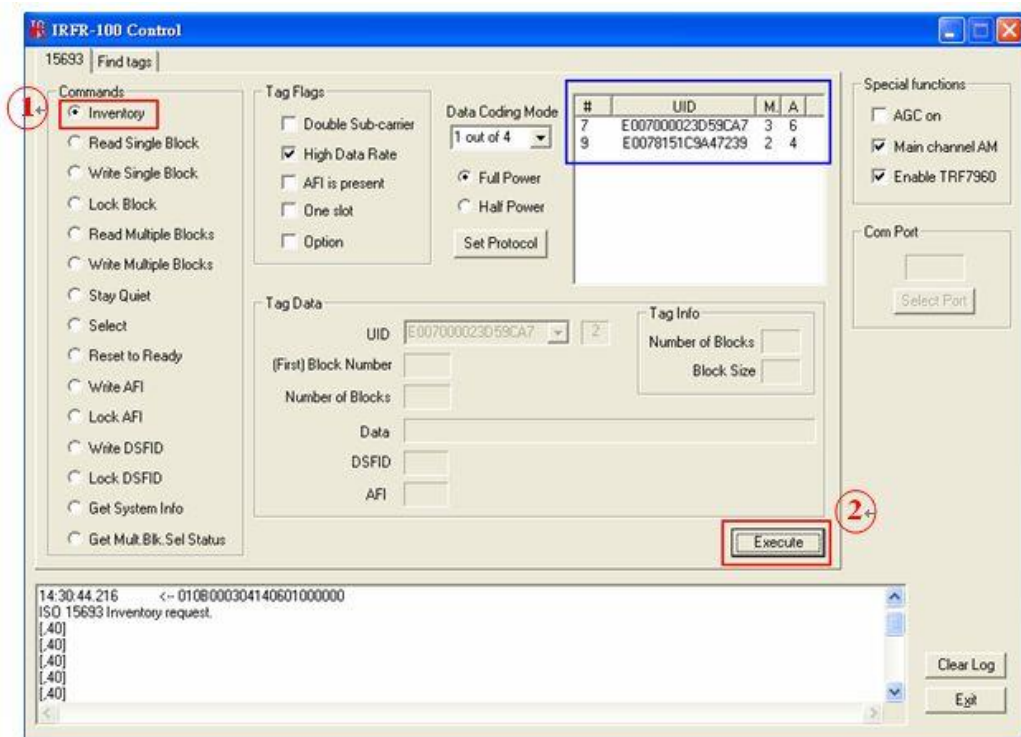 IRFR-100 Control
15693 Find tags
Commands
1
Inventory
Read Single Block
Write Single Block
Lock Block
Read Multiple Blocks
Write Multiple Blocks
Stay Quiet
Select
Reset to Ready
Write AFI
Lock AFI
Write DSFID
Lock DSFID
Get System Info
Get Mult.Blk.Sel Status
Tag Flags
Double Sub-carrier
High Data Rate
AFI is present
One slot
Option
Data Coding Mode
1 out of 4
Full Power
Half Power
Set Protocol
# UID M. A
7 E007000023D59CA7 3 6
9 E0078151C9A47239 2 4
Special functions
AGC on
Main channel AM
Enable TRF7960
Com Port
Select Port
Tag Data
UID E007000023D59CA7 2
(First) Block Number
Number of Blocks
Data
DSFID
AFI
Tag Info
Number of Blocks
Block Size
2
Execute
14:30:44.216 <-- 010B000304140601000000
ISO 15693 Inventory request.
[,40]
[,40]
[,40]
[,40]
[,40]
Clear Log
Exit